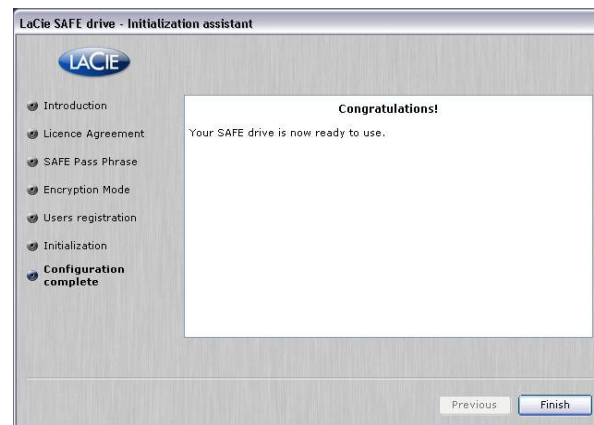 LaCie SAFE drive - Initialization assistant
LACIE
Introduction
Licence Agreement
SAFE Pass Phrase
Encryption Mode
Users registration
Initialization
Configuration
complete
Congratulations!
Your SAFE drive is now ready to use.
Previous
Finish